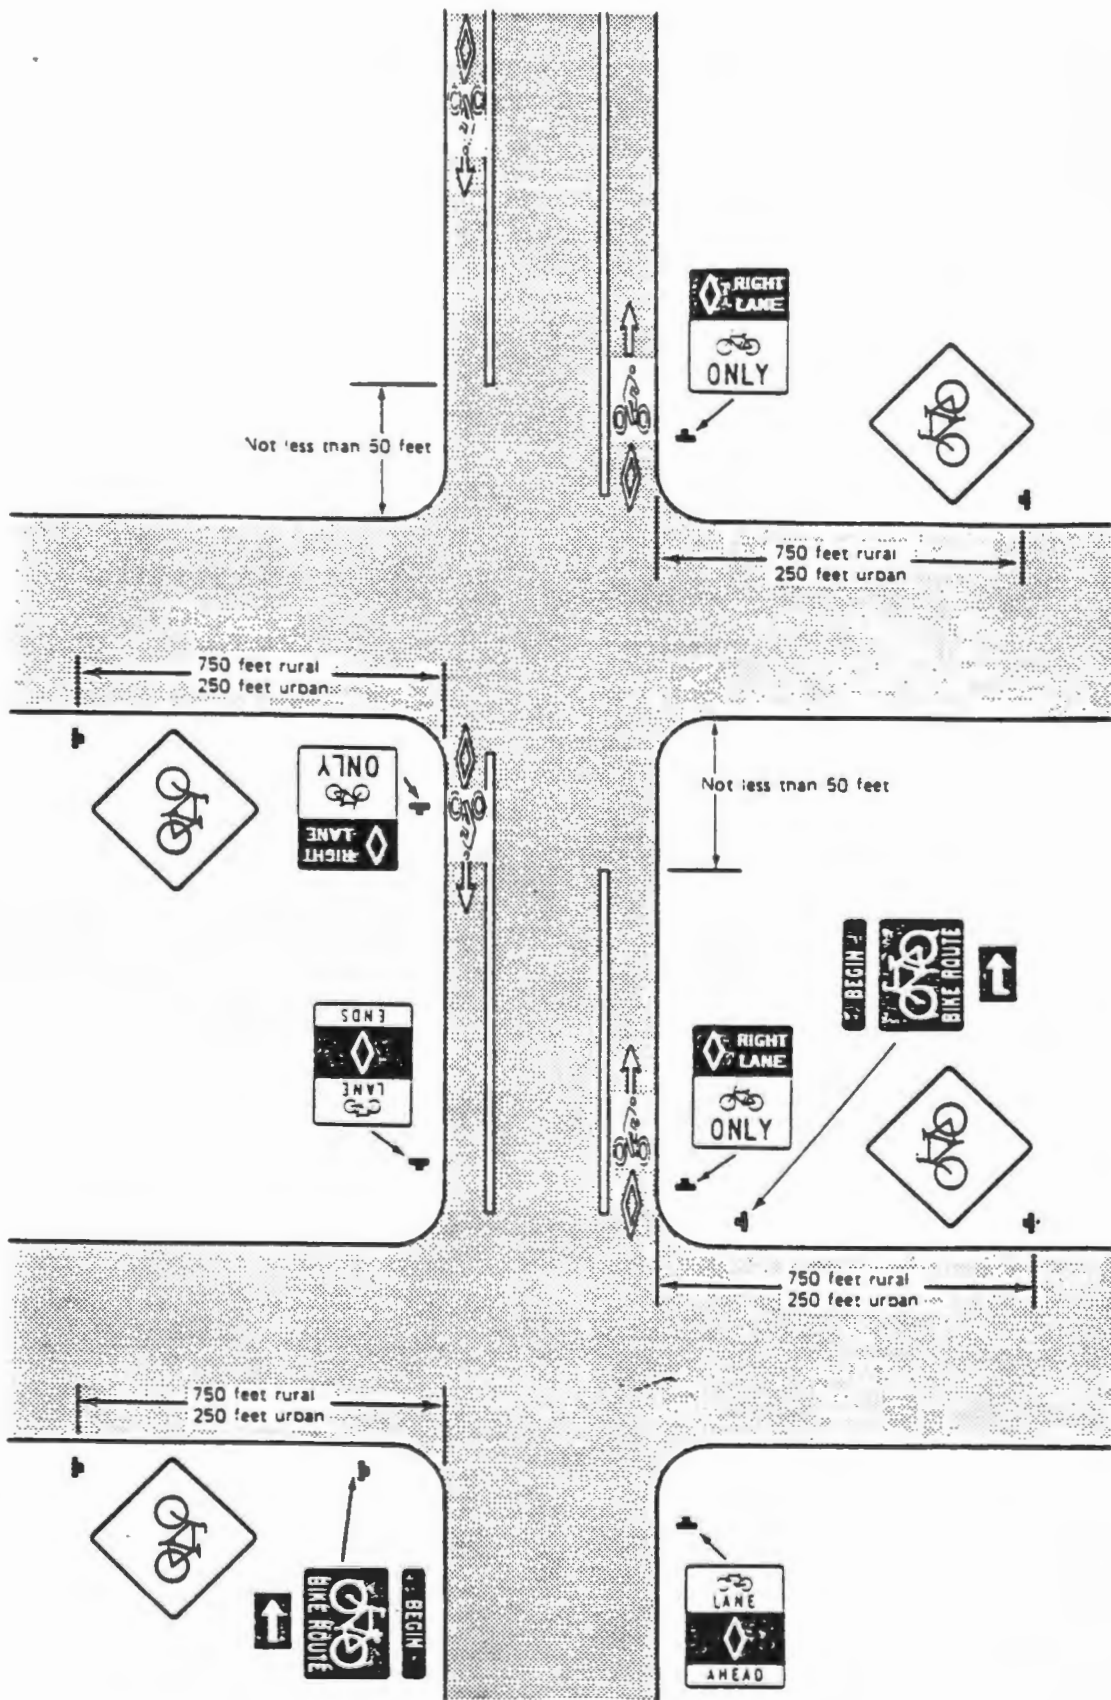 RIGHT
LANE
ONLY
Not less than 50 feet
750 feet rural
250 feet urban
750 feet rural
250 feet urban
ONLY
LANE
RIGHT
Not less than 50 feet
BEGIN
BIKE ROUTE
ENDS
LANE
RIGHT
LANE
ONLY
750 feet rural
250 feet urban
750 feet rural
250 feet urban
BIKE ROUTE
BEGIN
LANE
AHEAD